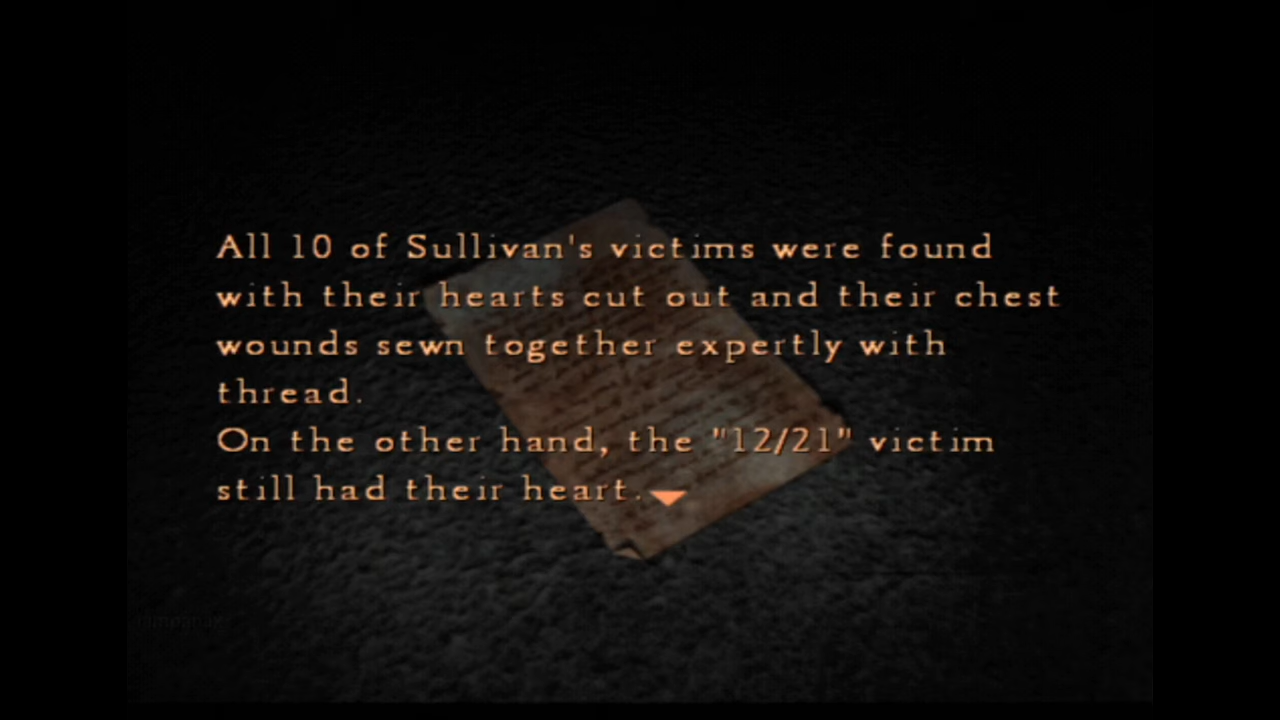 All 10 of Sullivan's victims were found
with their hearts cut out and their chest
wounds sewn together expertly with
thread.
On the other hand, the "12/21" victim
still had their heart.